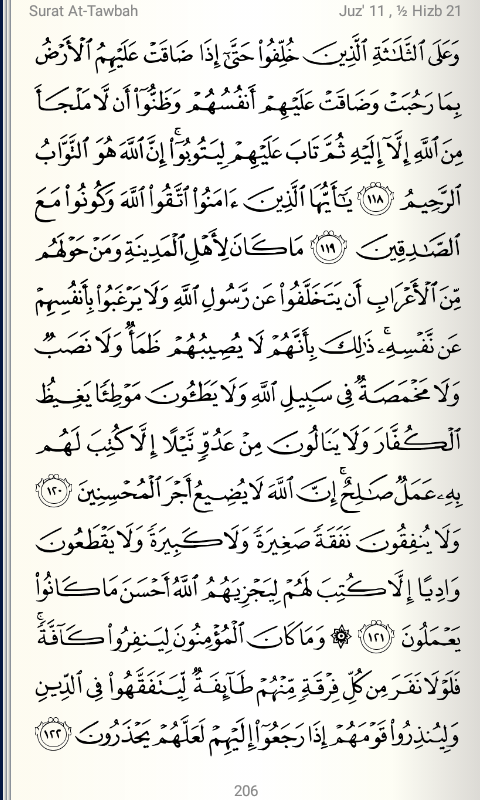 Surat At-Tawbah
Juz' 11 , ½ Hizb 21
وَعَلَى ٱلثَّلَـٰثَةِ ٱلَّذِينَ خُلِّفُوا۟ حَتَّىٰٓ إِذَا ضَاقَتْ عَلَيْهِمُ ٱلْأَرْضُ
بِمَا رَحُبَتْ وَضَاقَتْ عَلَيْهِمْ أَنفُسُهُمْ وَظَنُّوٓا۟ أَن لَّا مَلْجَأَ
مِنَ ٱللَّهِ إِلَّآ إِلَيْهِ ثُمَّ تَابَ عَلَيْهِمْ لِيَتُوبُوٓا۟ ۚ إِنَّ ٱللَّهَ هُوَ ٱلتَّوَّابُ
ٱلرَّحِيمُ ١١٨ يَـٰٓأَيُّهَا ٱلَّذِينَ ءَامَنُوا۟ ٱتَّقُوا۟ ٱللَّهَ وَكُونُوا۟ مَعَ
ٱلصَّـٰدِقِينَ ١١٩ مَا كَانَ لِأَهْلِ ٱلْمَدِينَةِ وَمَنْ حَوْلَهُم
مِّنَ ٱلْأَعْرَابِ أَن يَتَخَلَّفُوا۟ عَن رَّسُولِ ٱللَّهِ وَلَا يَرْغَبُوا۟ بِأَنفُسِهِمْ
عَن نَّفْسِهِۦ ۚ ذَٰلِكَ بِأَنَّهُمْ لَا يُصِيبُهُمْ ظَمَأٌ وَلَا نَصَبٌ
وَلَا مَخْمَصَةٌ فِى سَبِيلِ ٱللَّهِ وَلَا يَطَـُٔونَ مَوْطِئًا يَغِيظُ
ٱلْكُفَّارَ وَلَا يَنَالُونَ مِنْ عَدُوٍّ نَّيْلًا إِلَّا كُتِبَ لَهُم
بِهِۦ عَمَلٌ صَـٰلِحٌ ۚ إِنَّ ٱللَّهَ لَا يُضِيعُ أَجْرَ ٱلْمُحْسِنِينَ ١٢٠
وَلَا يُنفِقُونَ نَفَقَةً صَغِيرَةً وَلَا كَبِيرَةً وَلَا يَقْطَعُونَ
وَادِيًا إِلَّا كُتِبَ لَهُمْ لِيَجْزِيَهُمُ ٱللَّهُ أَحْسَنَ مَا كَانُوا۟
يَعْمَلُونَ ١٢١ ۞ وَمَا كَانَ ٱلْمُؤْمِنُونَ لِيَنفِرُوا۟ كَآفَّةً ۚ
فَلَوْلَا نَفَرَ مِن كُلِّ فِرْقَةٍ مِّنْهُمْ طَآئِفَةٌ لِّيَتَفَقَّهُوا۟ فِى ٱلدِّينِ
وَلِيُنذِرُوا۟ قَوْمَهُمْ إِذَا رَجَعُوٓا۟ إِلَيْهِمْ لَعَلَّهُمْ يَحْذَرُونَ ١٢٢
206